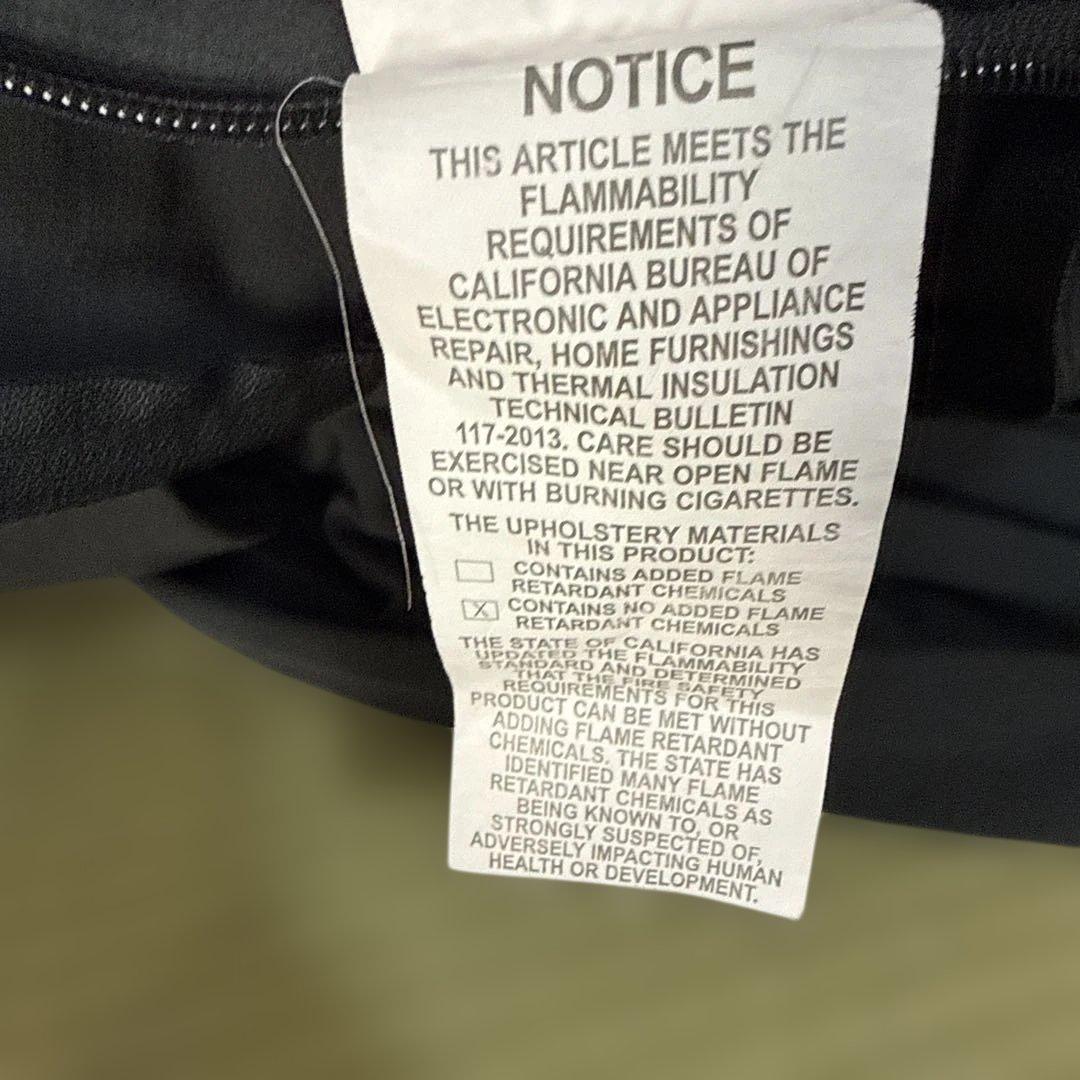 NOTICE
THIS ARTICLE MEETS THE
FLAMMABILITY
REQUIREMENTS OF
CALIFORNIA BUREAU OF
ELECTRONIC AND APPLIANCE
REPAIR, HOME FURNISHINGS
AND THERMAL INSULATION
TECHNICAL BULLETIN
117-2013. CARE SHOULD BE
EXERCISED NEAR OPEN FLAME
OR WITH BURNING CIGARETTES.
THE UPHOLSTERY MATERIALS
IN THIS PRODUCT:
CONTAINS ADDED FLAME
RETARDANT CHEMICALS
X CONTAINS NO ADDED FLAME
RETARDANT CHEMICALS
THE STATE OF CALIFORNIA HAS
UPDATED THE FLAMMABILITY
STANDARD AND DETERMINED
THAT THE FIRE SAFETY
REQUIREMENTS FOR THIS
PRODUCT CAN BE MET WITHOUT
ADDING FLAME RETARDANT
CHEMICALS. THE STATE HAS
IDENTIFIED MANY FLAME
RETARDANT CHEMICALS AS
BEING KNOWN TO, OR
STRONGLY SUSPECTED OF,
ADVERSELY IMPACTING HUMAN
HEALTH OR DEVELOPMENT.